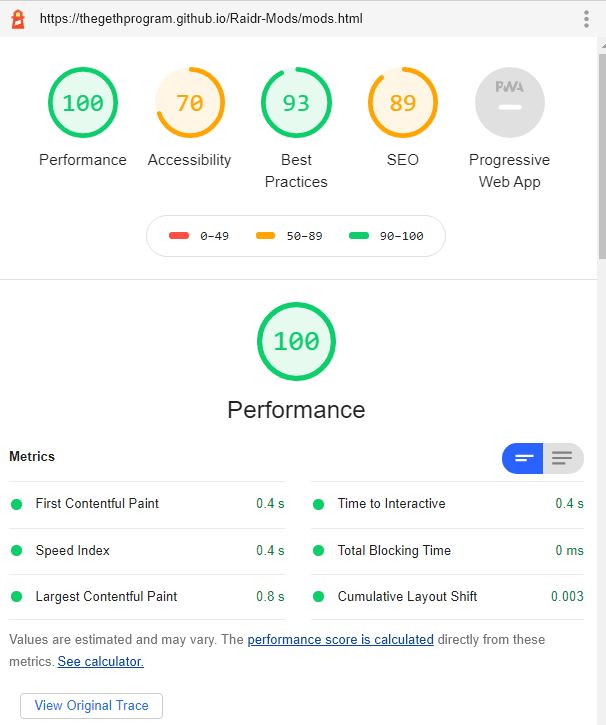 https://thegethprogram.github.io/Raidr-Mods/mods.html
100 70 93 89 PWA
Performance Accessibility Best Practices SEO Progressive Web App
0–49 50–89 90–100
100
Performance
Metrics
First Contentful Paint 0.4 s
Time to Interactive 0.4 s
Speed Index 0.4 s
Total Blocking Time 0 ms
Largest Contentful Paint 0.8 s
Cumulative Layout Shift 0.003
Values are estimated and may vary. The performance score is calculated directly from these
metrics. See calculator.
View Original Trace